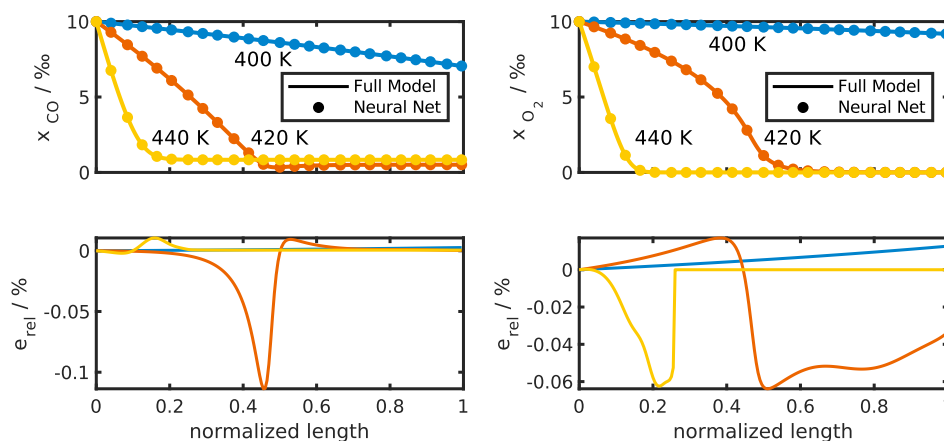 10
5
0
x CO / ‰
400 K
Full Model
Neural Net
440 K
420 K
10
5
0
x O2 / ‰
400 K
Full Model
Neural Net
440 K
420 K
0
-0.05
-0.1
e rel / %
0 0.2 0.4 0.6 0.8 1
normalized length
0
-0.02
-0.04
-0.06
e rel / %
0 0.2 0.4 0.6 0.8 1
normalized length